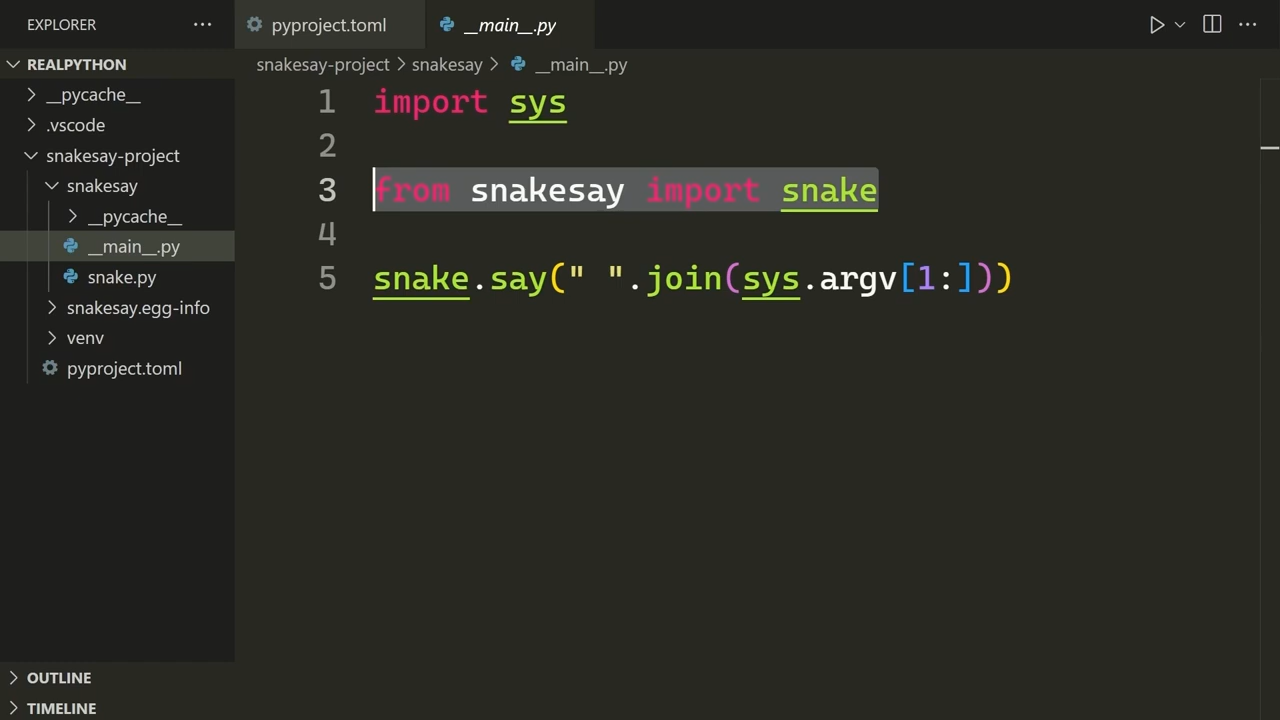 EXPLORER
pyproject.toml
__main__.py
REALPYTHON
snakesay-project > snakesay > __main__.py
__pycache__
.vscode
snakesay-project
snakesay
__pycache__
__main__.py
snake.py
snakesay.egg-info
venv
pyproject.toml
1 import sys
2
3 from snakesay import snake
4
5 snake.say(" ".join(sys.argv[1:]))
OUTLINE
TIMELINE